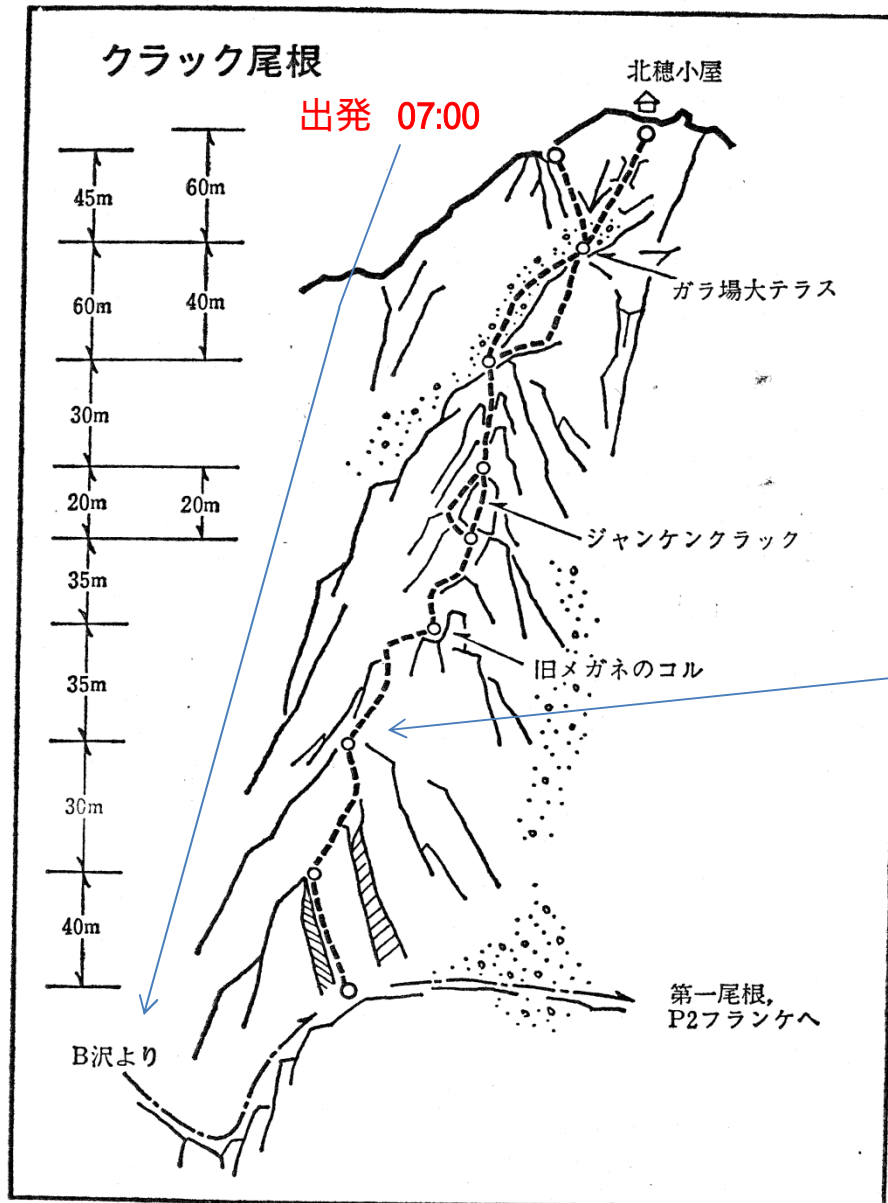 クラック尾根
北穂小屋
出発 07:00
60m
45m
ガラ場大テラス
40m
60m
30m
20m
20m
ジャンケンクラック
35m
旧メガネのコル
35m
30m
40m
第一尾根,
P2フランケへ
B沢より